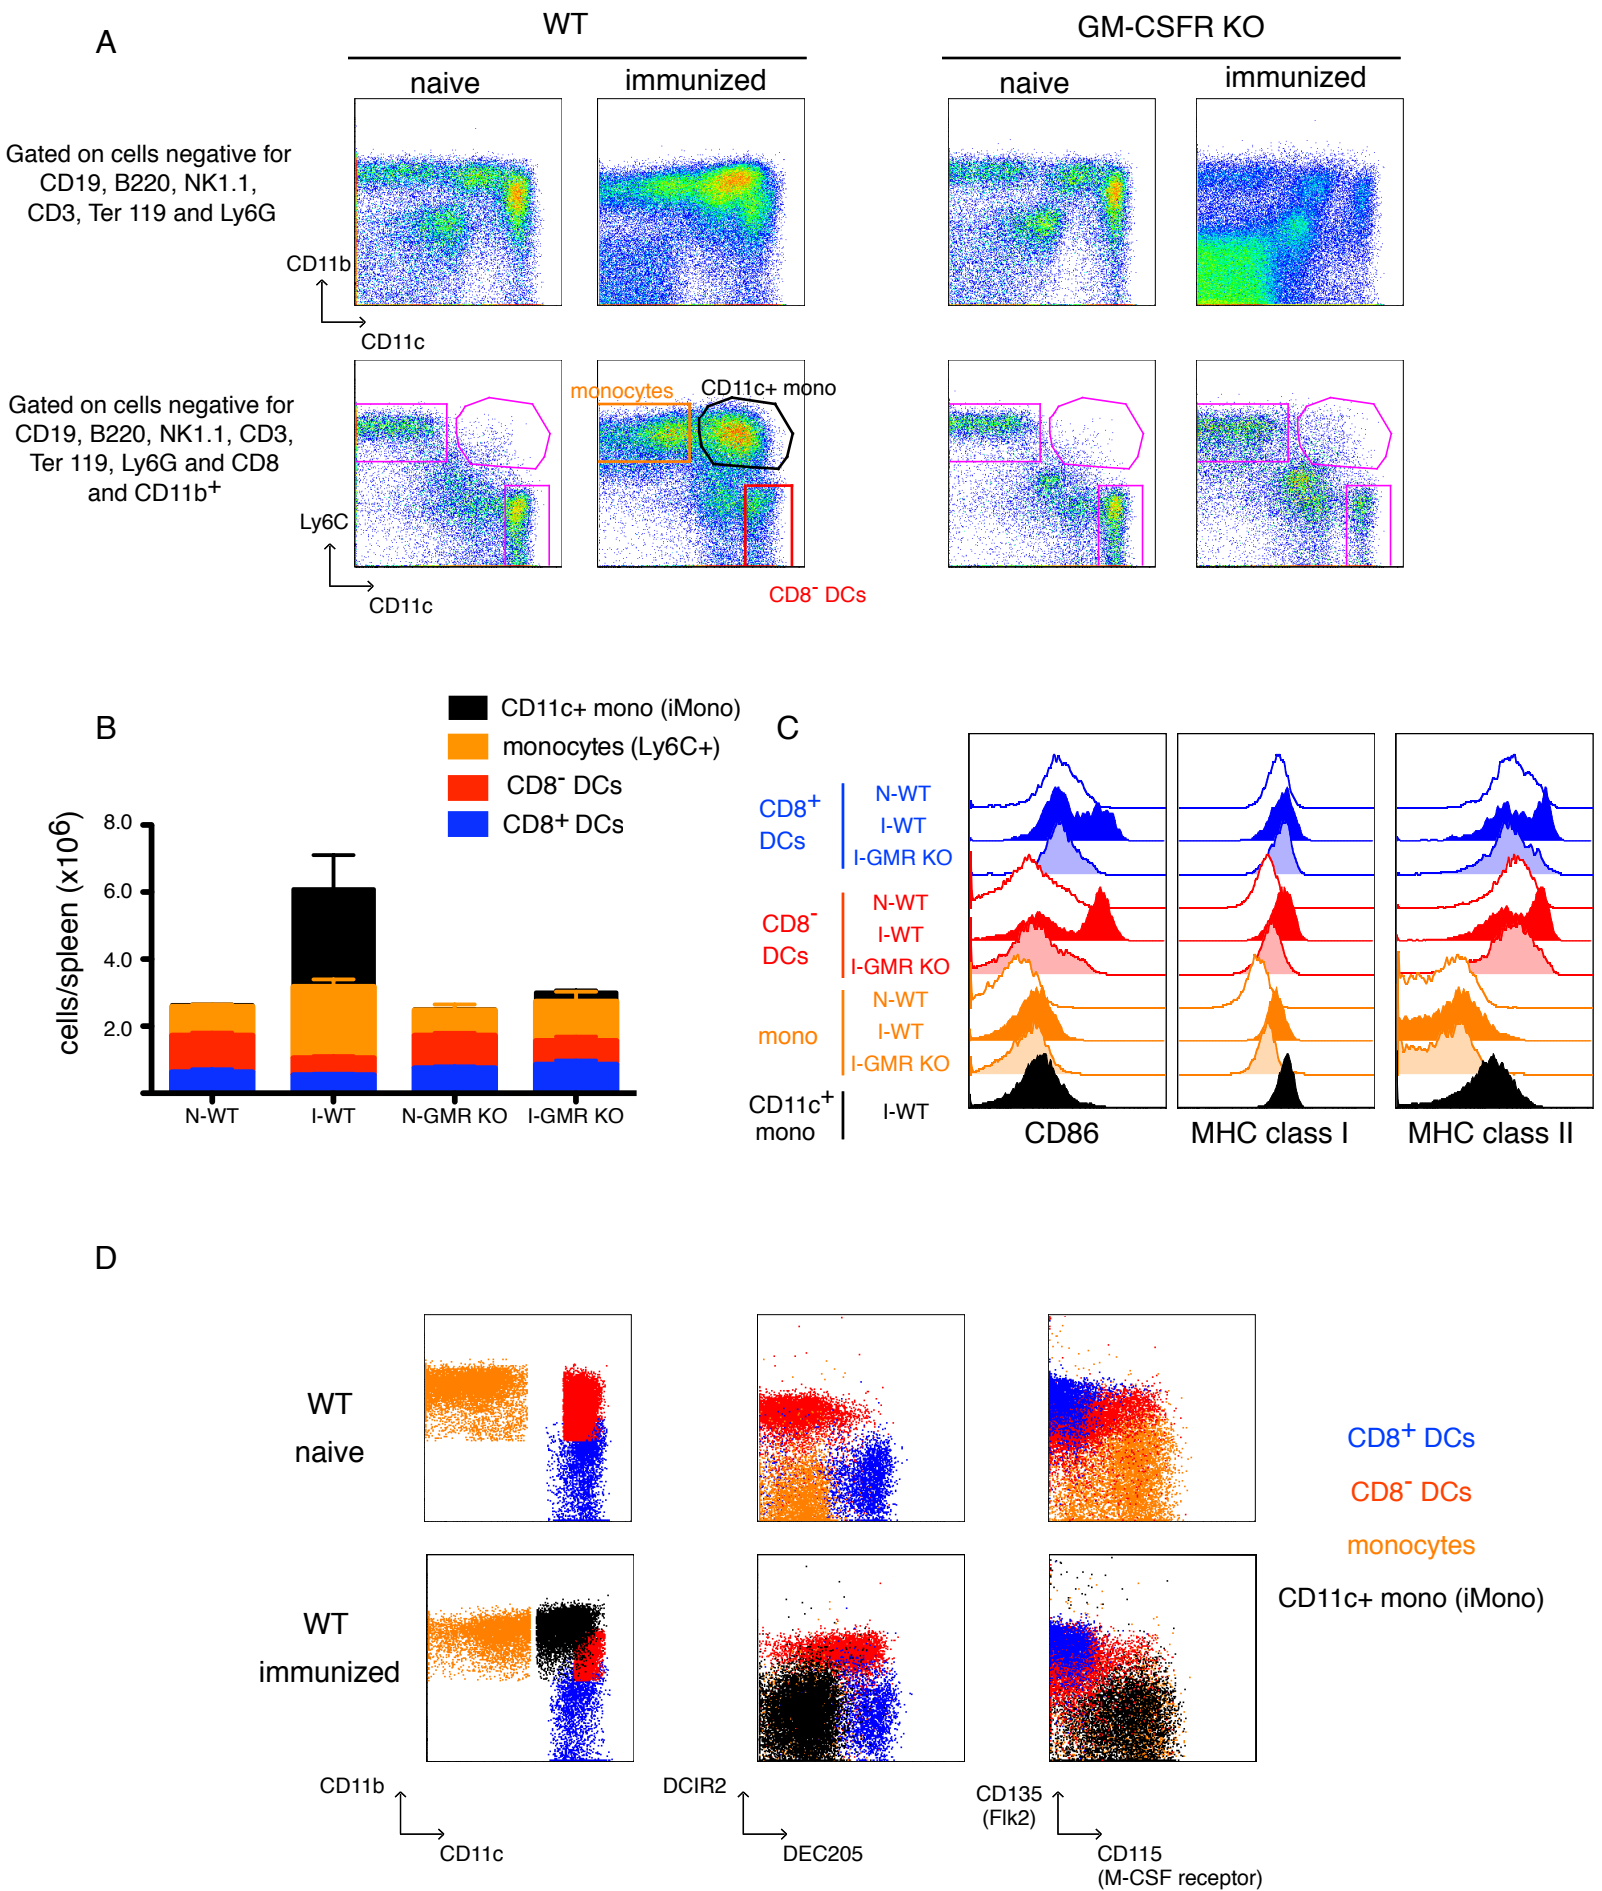 A
WT
GM-CSFR KO
naive
immunized
naive
immunized
Gated on cells negative for
CD19, B220, NK1.1,
CD3, Ter 119 and Ly6G
CD11b
CD11c
monocytes
CD11c+ mono
Gated on cells negative for
CD19, B220, NK1.1, CD3,
Ter 119, Ly6G and CD8
and CD11b+
Ly6C
CD11c
CD8- DCs
B
CD11c+ mono (iMono)
monocytes (Ly6C+)
CD8- DCs
CD8+ DCs
cells/spleen (x10^6)
8.0
6.0
4.0
2.0
N-WT
I-WT
N-GMR KO
I-GMR KO
C
CD8+
DCs
N-WT
I-WT
I-GMR KO
CD8-
DCs
N-WT
I-WT
I-GMR KO
mono
N-WT
I-WT
I-GMR KO
CD11c+
mono
I-WT
CD86
MHC class I
MHC class II
D
WT
naive
CD8+ DCs
CD8- DCs
monocytes
CD11c+ mono (iMono)
WT
immunized
CD11b
CD11c
DCIR2
DEC205
CD135
(Flk2)
CD115
(M-CSF receptor)